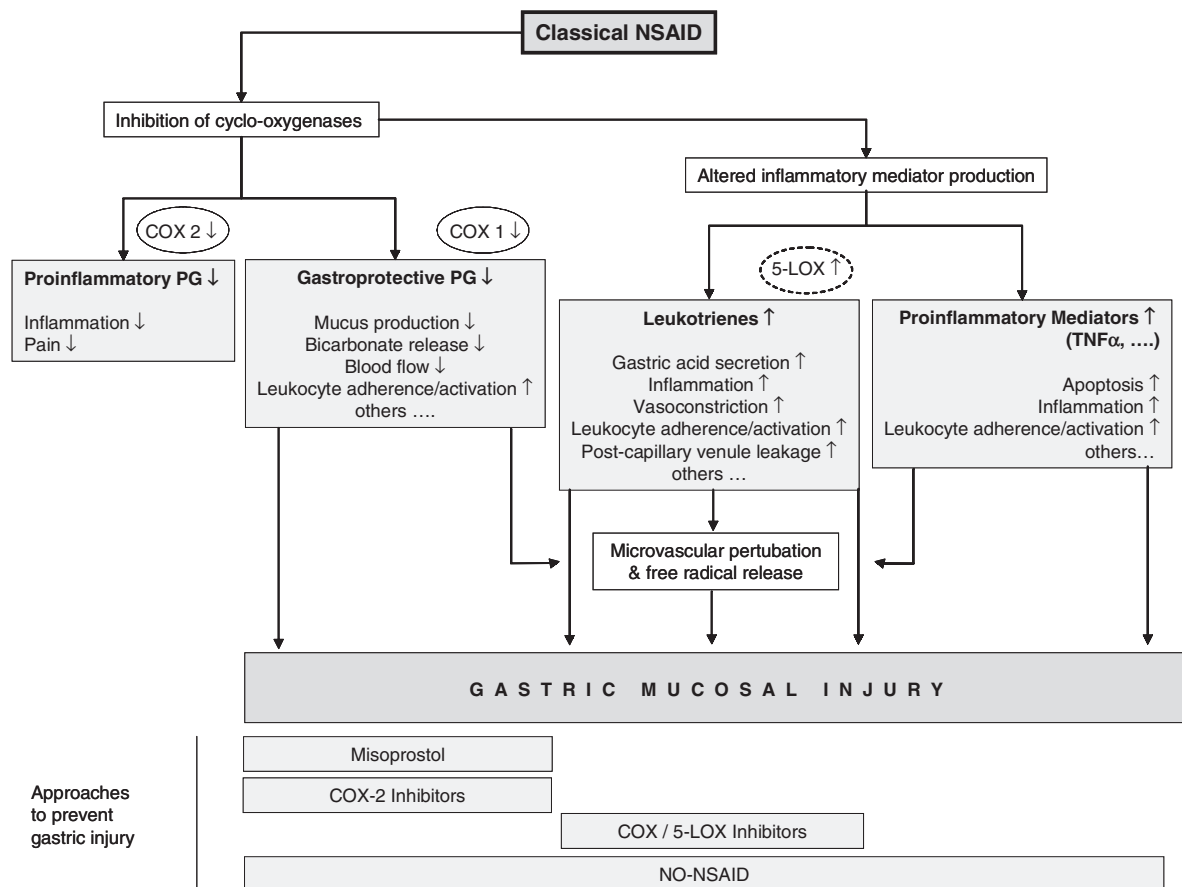 Classical NSAID
Inhibition of cyclo-oxygenases
Altered inflammatory mediator production
COX 2 ↓
COX 1 ↓
5-LOX ↑
Proinflammatory PG ↓
Inflammation ↓
Pain ↓
Gastroprotective PG ↓
Mucus production ↓
Bicarbonate release ↓
Blood flow ↓
Leukocyte adherence/activation ↑
others ….
Leukotrienes ↑
Gastric acid secretion ↑
Inflammation ↑
Vasoconstriction ↑
Leukocyte adherence/activation ↑
Post-capillary venule leakage ↑
others …
Proinflammatory Mediators ↑
(TNFα, ….)
Apoptosis ↑
Inflammation ↑
Leukocyte adherence/activation ↑
others…
Microvascular pertubation
& free radical release
GASTRIC MUCOSAL INJURY
Approaches
to prevent
gastric injury
Misoprostol
COX-2 Inhibitors
COX / 5-LOX Inhibitors
NO-NSAID